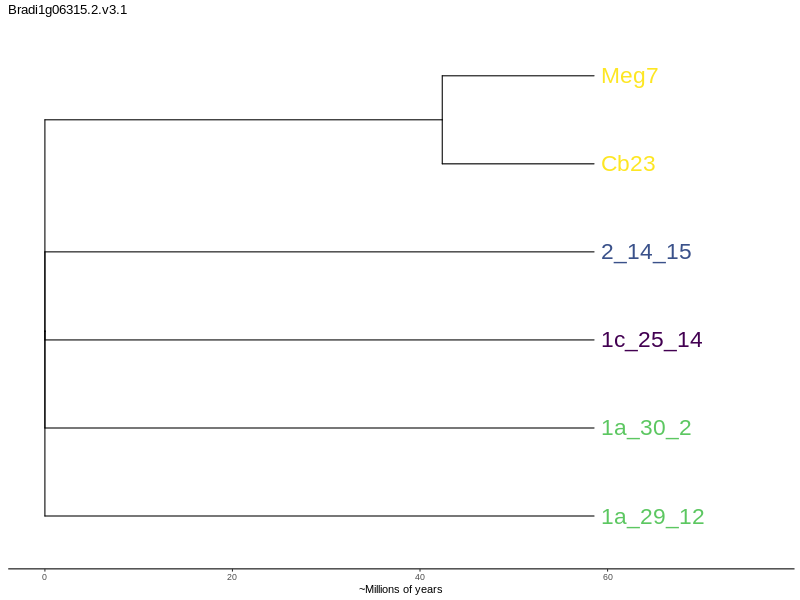 Bradi1g06315.2.v3.1
Meg7
Cb23
2_14_15
1c_25_14
1a_30_2
1a_29_12
0 20 40 60
~Millions of years